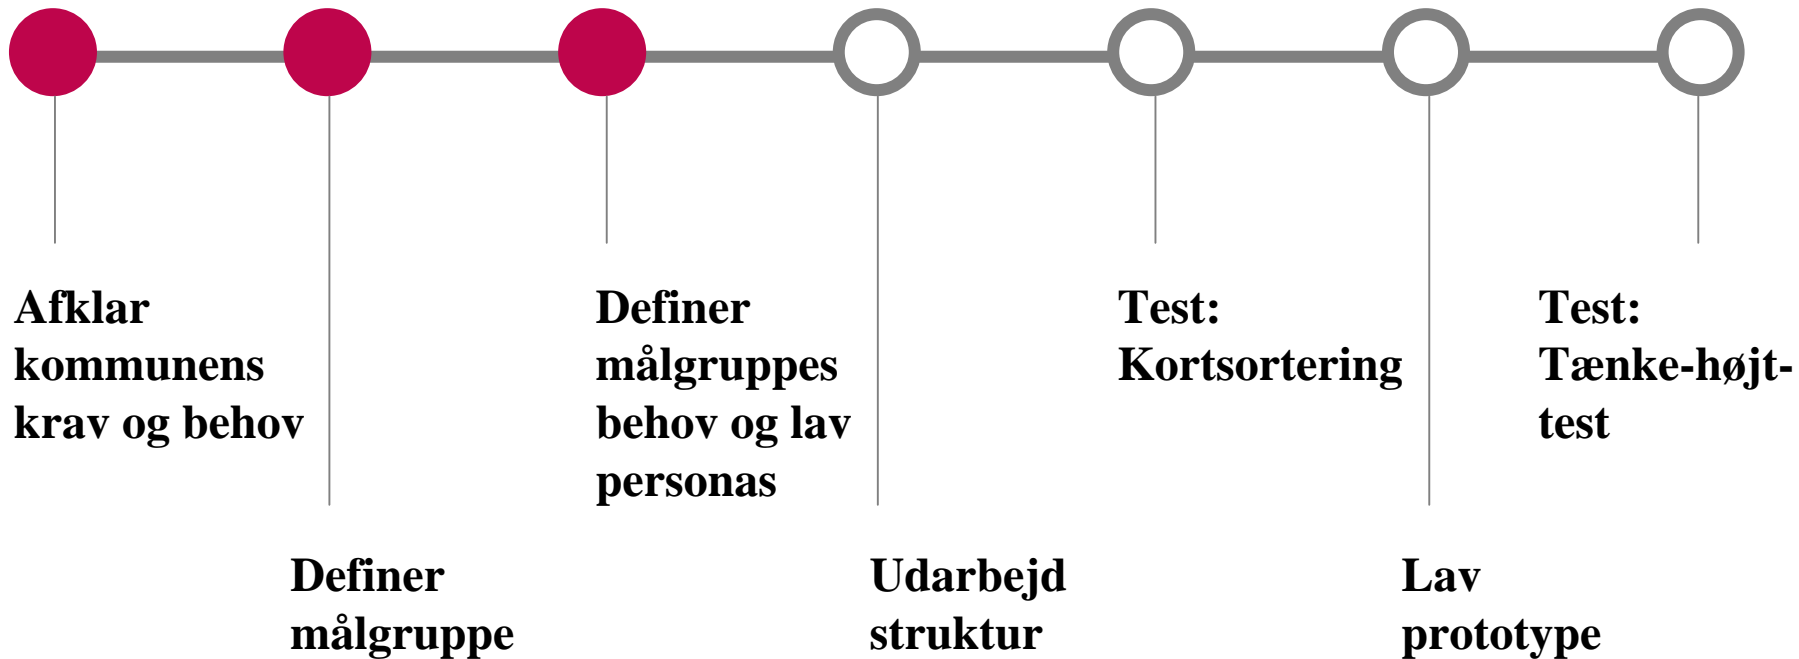 Afklar
kommunens
krav og behov
Definer
målgruppe
Definer
målgruppes
behov og lav
personas
Udarbejd
struktur
Test:
Kortsortering
Lav
prototype
Test:
Tænke-højt-
test